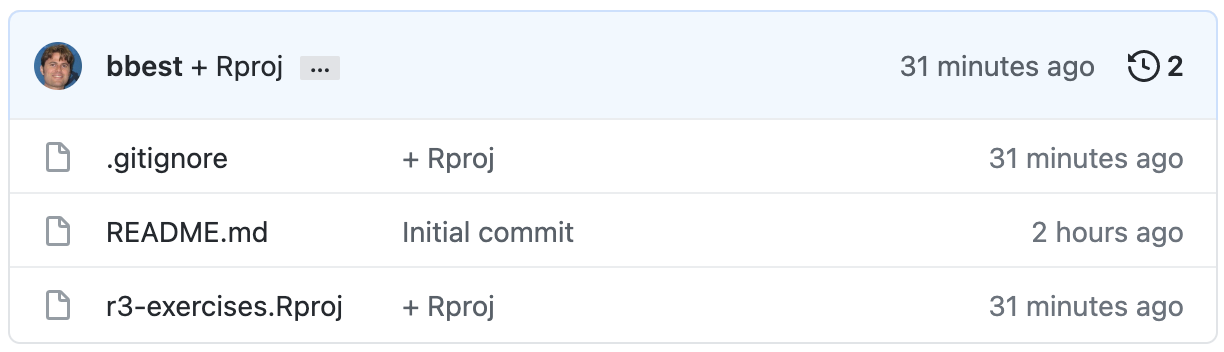 bbest + Rproj ... 31 minutes ago 2
.gitignore + Rproj 31 minutes ago
README.md Initial commit 2 hours ago
r3-exercises.Rproj + Rproj 31 minutes ago